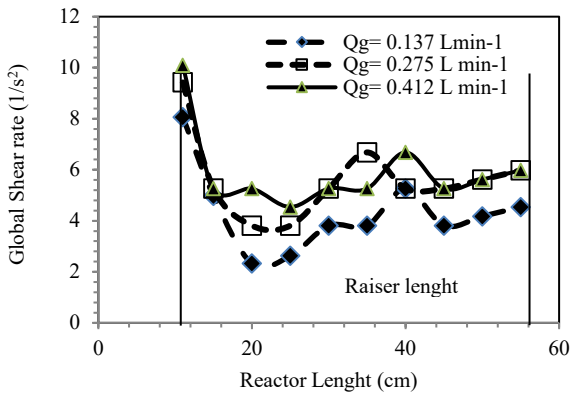 Qg= 0.137 Lmin-1
Qg= 0.275 L min-1
Qg= 0.412 L min-1
12
10
8
6
4
2
0
Global Shear rate (1/s²)
Raiser lenght
0 20 40 60
Reactor Lenght (cm)